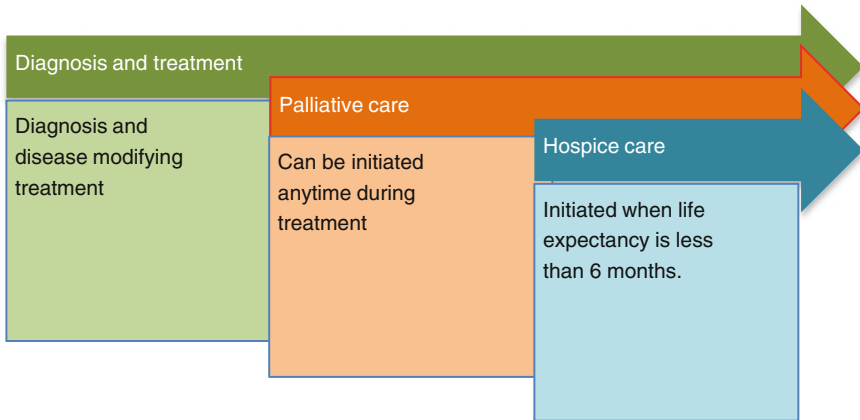 Diagnosis and treatment
Diagnosis and
disease modifying
treatment
Palliative care
Can be initiated
anytime during
treatment
Hospice care
Initiated when life
expectancy is less
than 6 months.